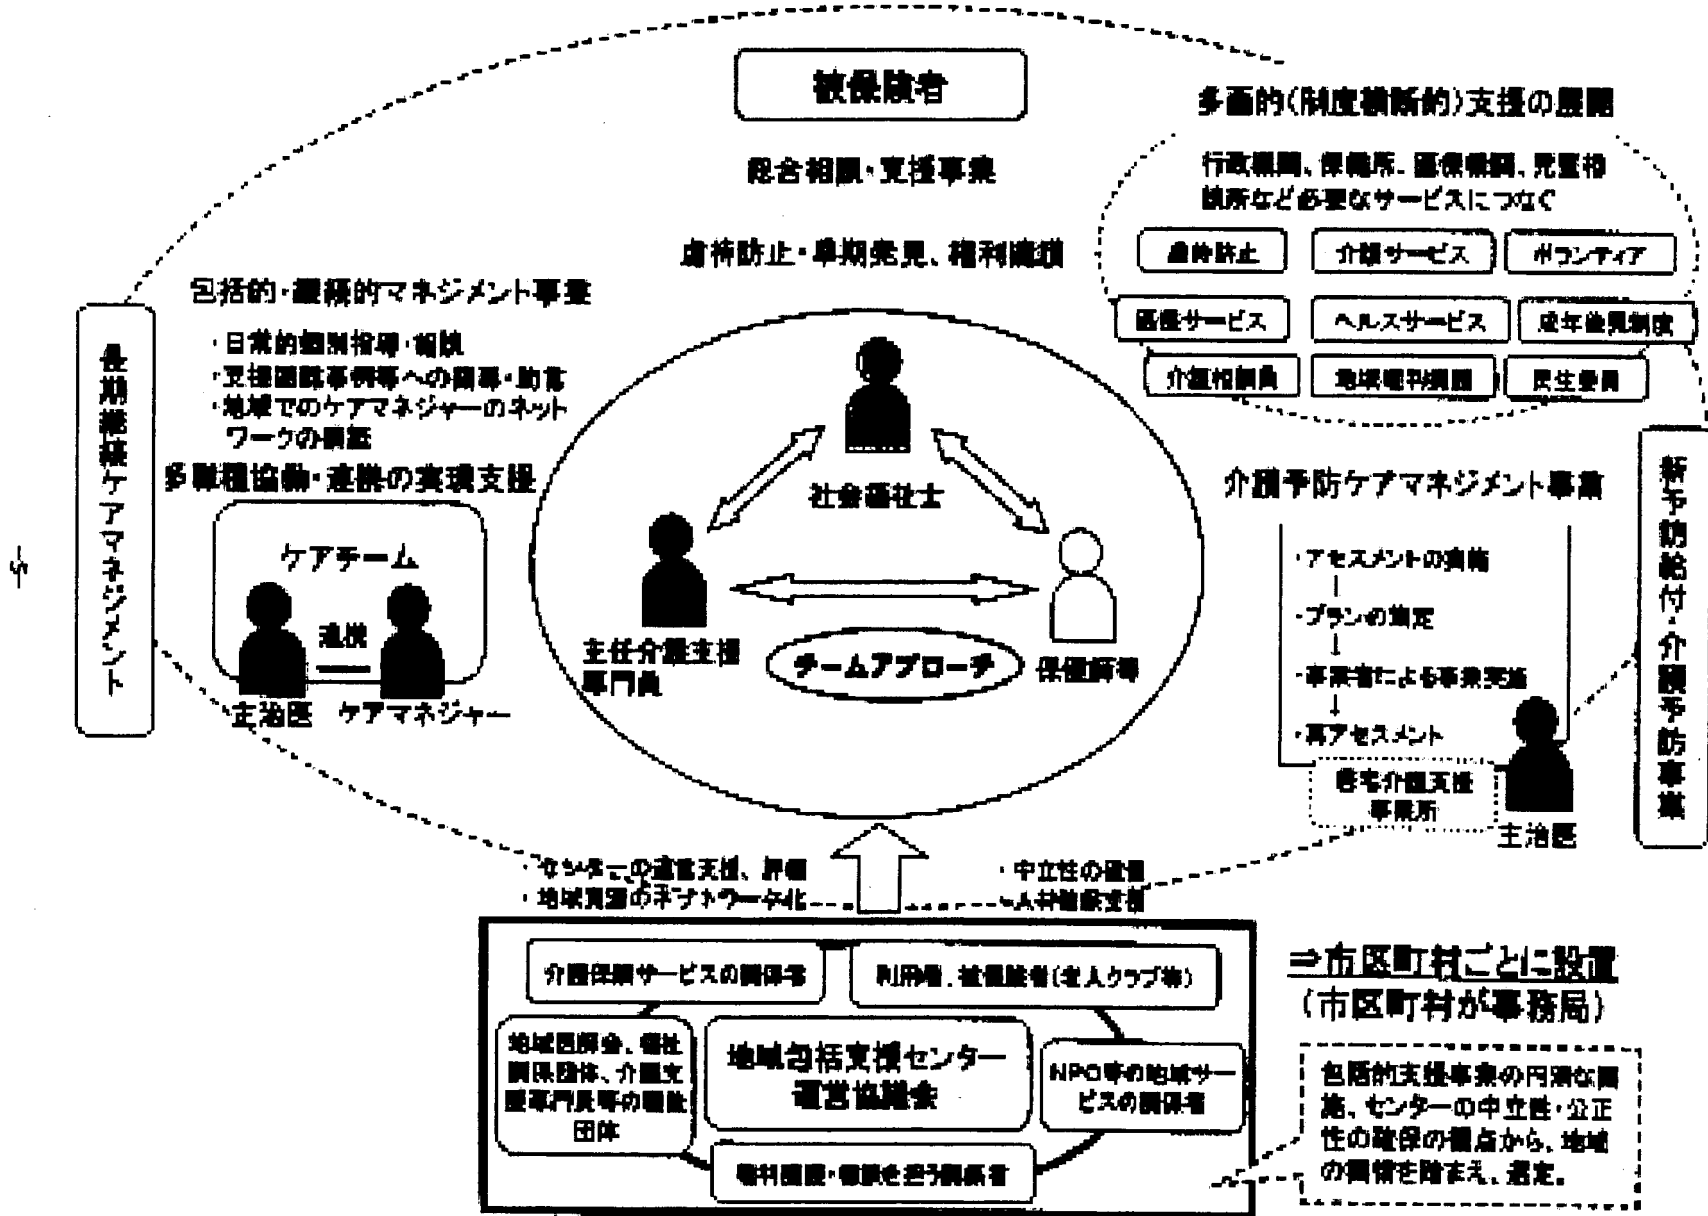 被保険者
総合相談・支援事業
虐待防止・早期発見、権利擁護
多面的(制度横断的)支援の展開
行政機関、保健所、医療機関、児童相
談所など必要なサービスにつなぐ
虐待防止
介護サービス
ボランティア
医療サービス
ヘルスサービス
成年後見制度
介護相談員
地域権利擁護
民生委員
包括的・継続的マネジメント事業
・日常的個別指導・相談
・支援困難事例等への指導・助言
・地域でのケアマネジャーのネット
ワークの構築
多職種協働・連携の実現支援
ケアチーム
連携
主治医
ケアマネジャー
長期継続ケアマネジメント
社会福祉士
主任介護支援
専門員
チームアプローチ
保健師等
介護予防ケアマネジメント事業
・アセスメントの実施
↓
・プランの策定
↓
・事業者による事業実施
↓
・再アセスメント
居宅介護支援
事業所
主治医
新予防給付・介護予防事業
・センターの運営支援、評価
・地域資源のネットワーク化
・中立性の確保
・人材確保支援
介護保険サービスの関係者
利用者、被保険者(老人クラブ等)
地域医師会、福祉
関係団体、介護支
援専門員等の職能
団体
地域包括支援センター
運営協議会
NPO等の地域サー
ビスの関係者
権利擁護・相談を担う関係者
⇒市区町村ごとに設置
(市区町村が事務局)
包括的支援事業の円滑な実
施、センターの中立性・公正
性の確保の観点から、地域
の実情を踏まえ、選定。